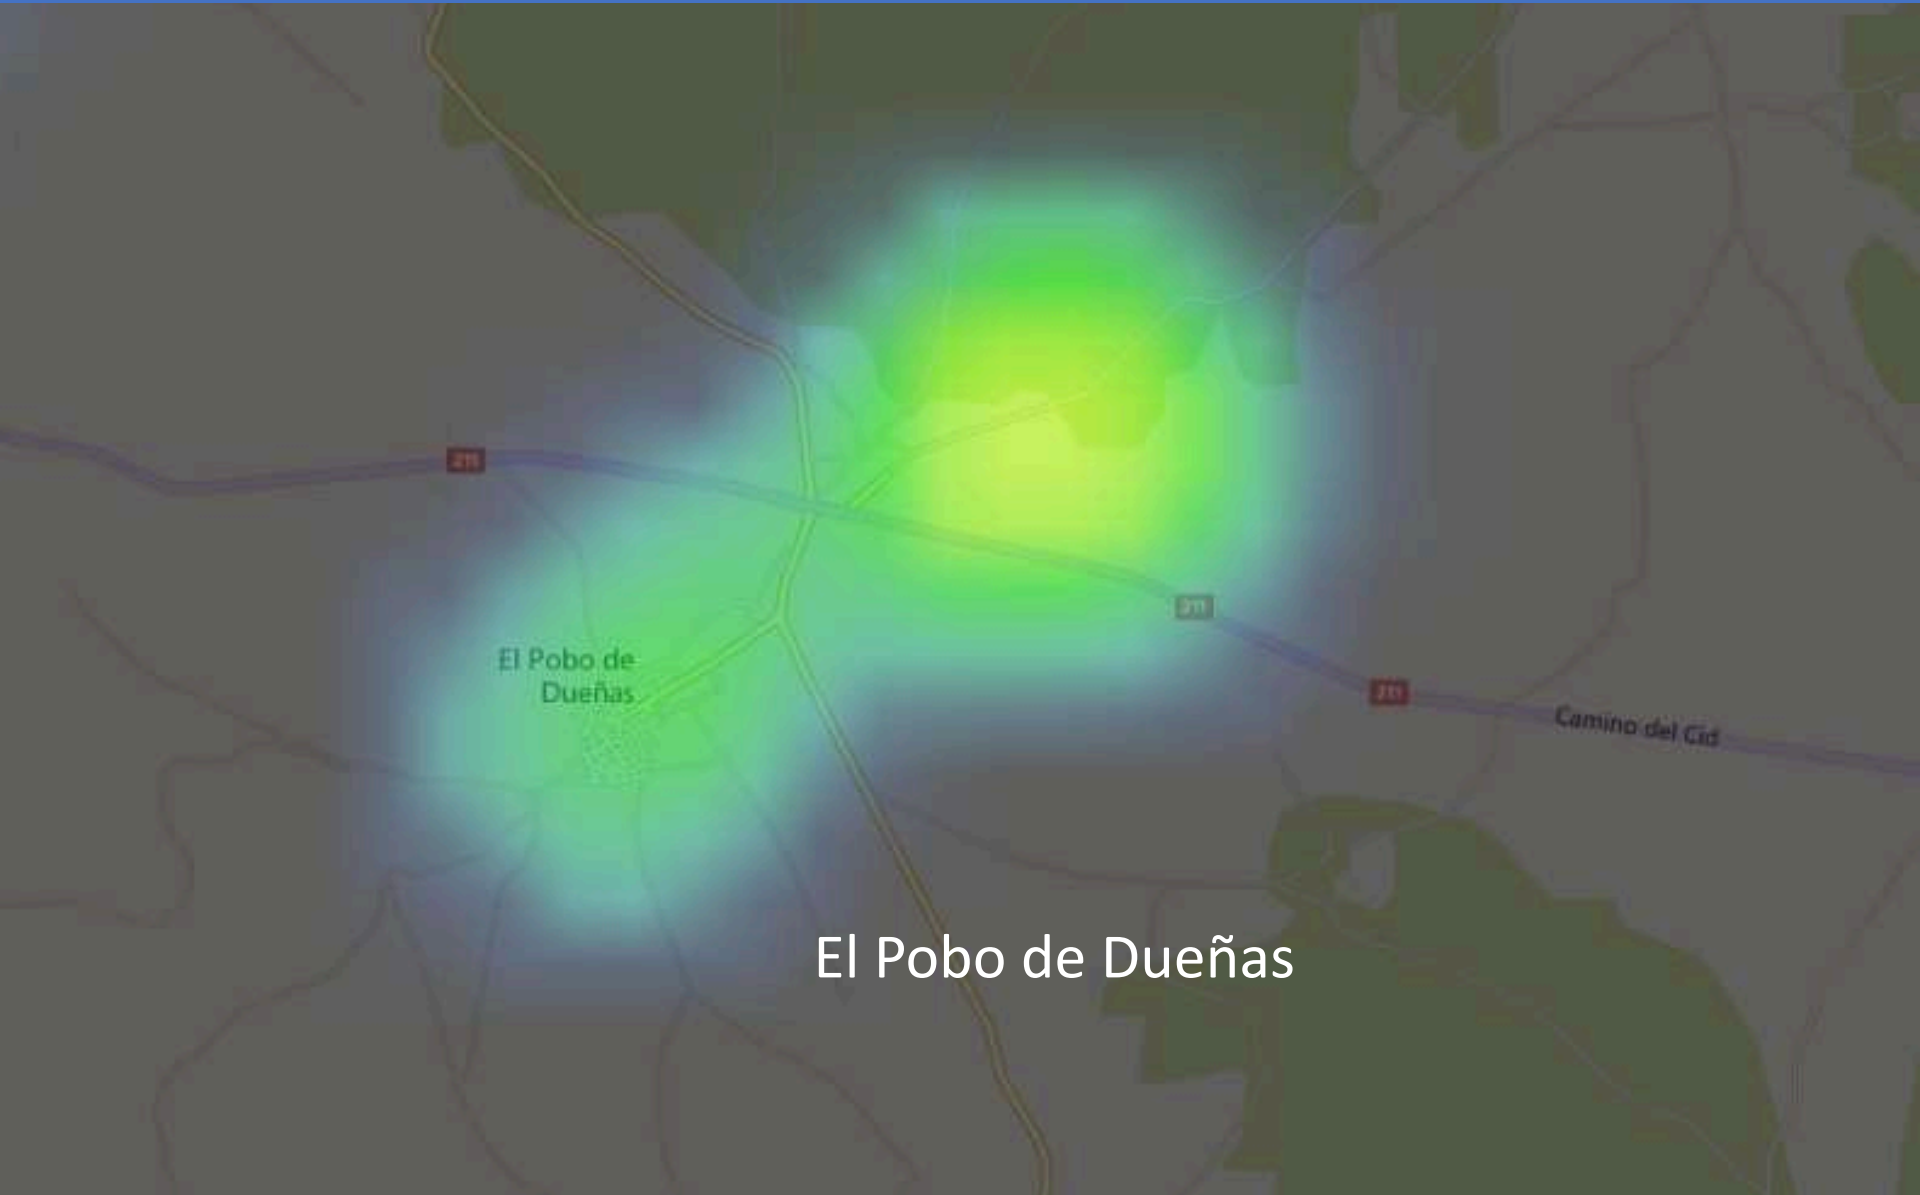 211
211
El Pobo de
Dueñas
211
Camino del Cid
El Pobo de Dueñas